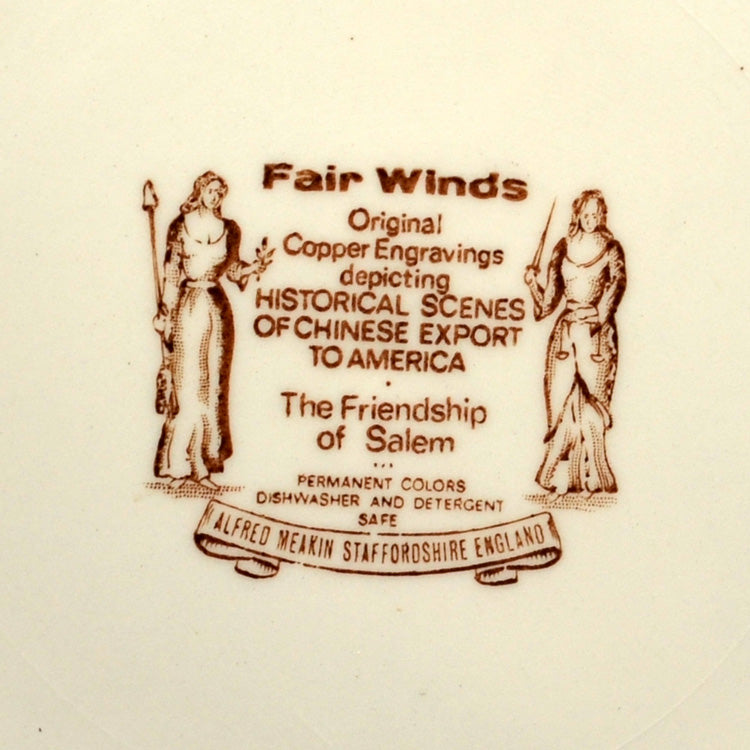 Fair Winds
Original
Copper Engravings
depicting
HISTORICAL SCENES
OF CHINESE EXPORT
TO AMERICA
The Friendship
of Salem
PERMANENT COLORS
DISHWASHER AND DETERGENT
SAFE
ALFRED MEAKIN STAFFORDSHIRE ENGLAND